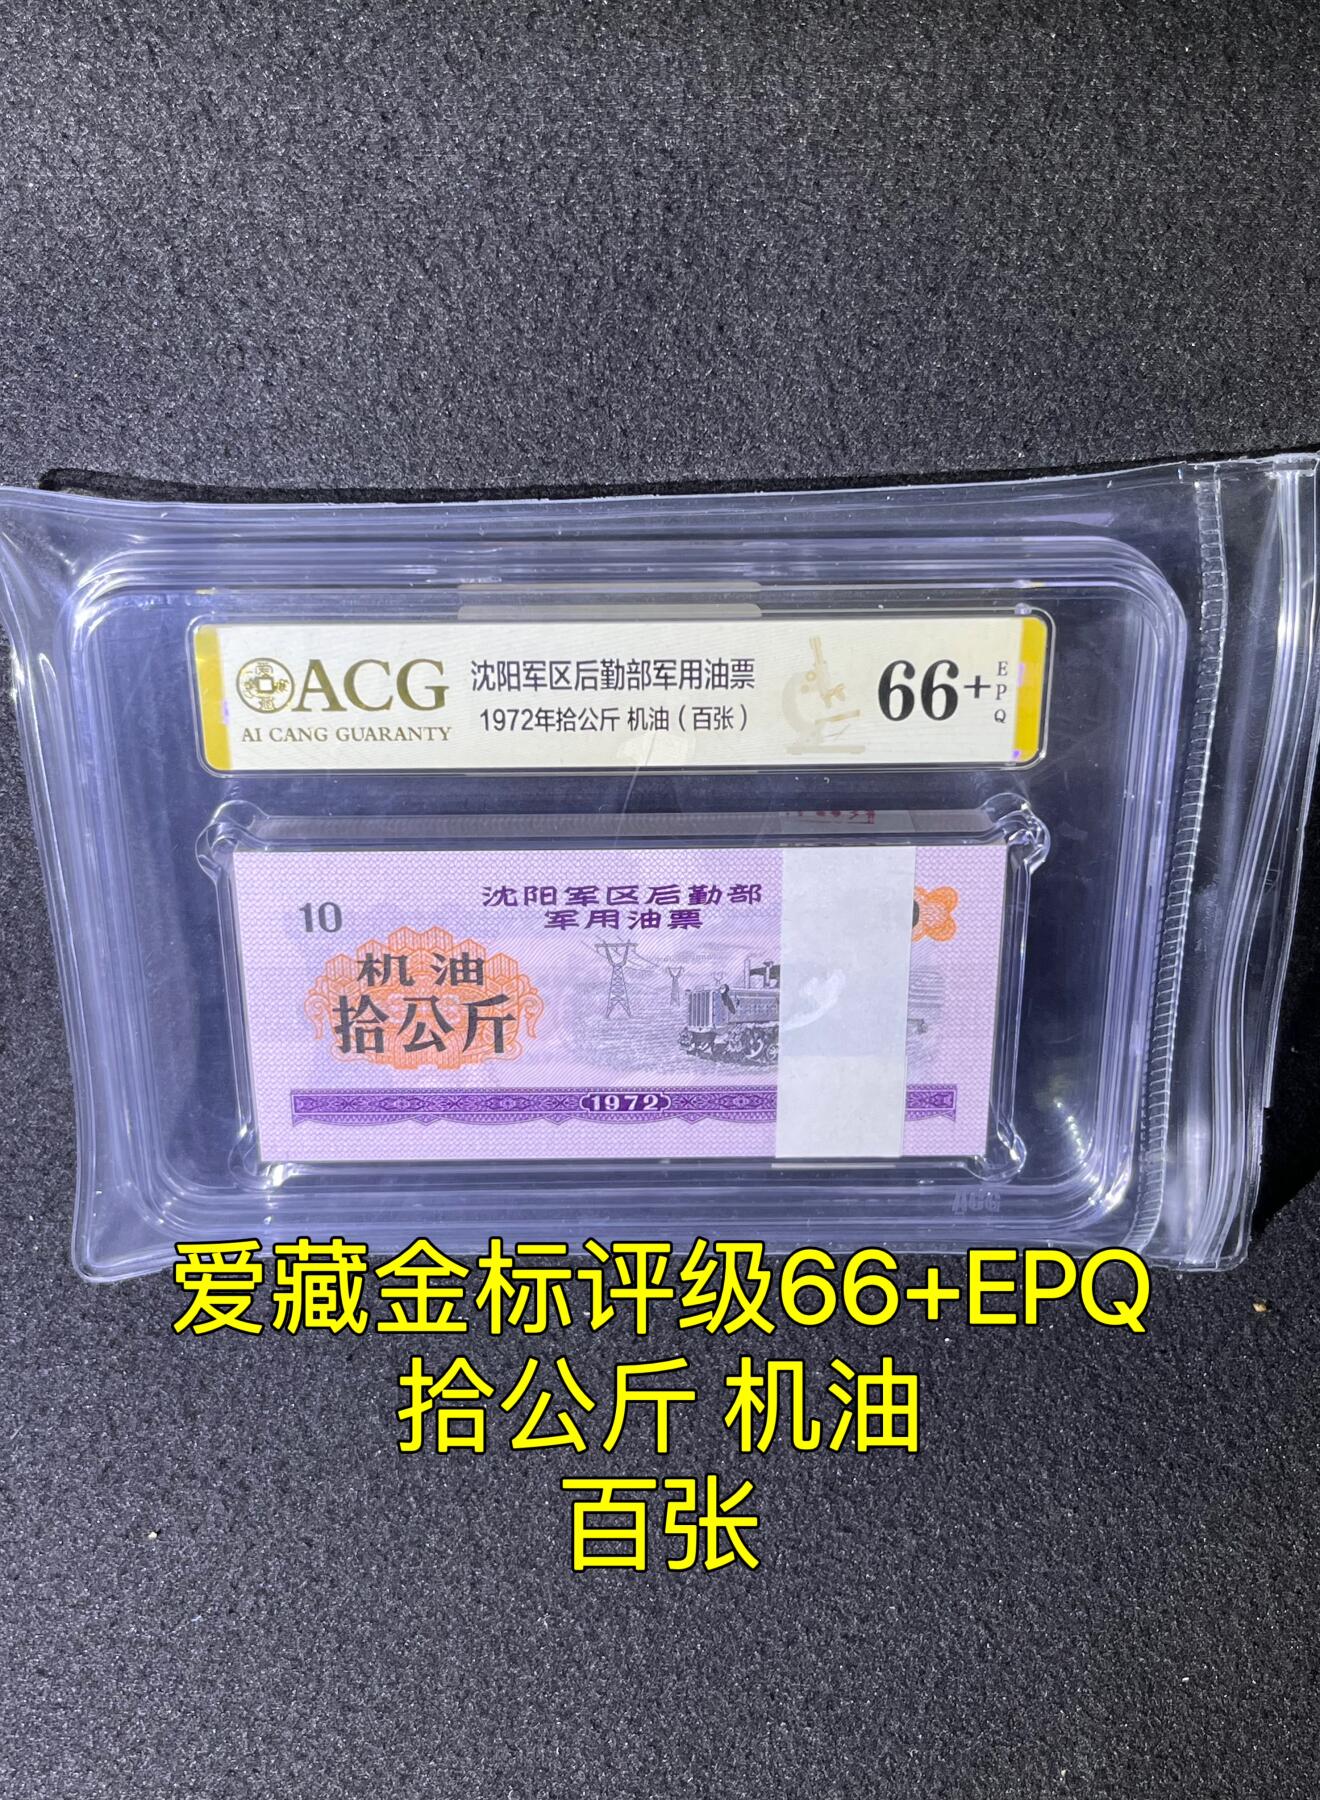 ACG
AI CANG GUARANTY
沈阳军区后勤部军用油票
1972年拾公斤 机油（百张）
66+
EPQ
10
沈阳军区后勤部
军用油票
机油
拾公斤
1972
ACG
爱藏金标评级66+EPQ
拾公斤 机油
百张